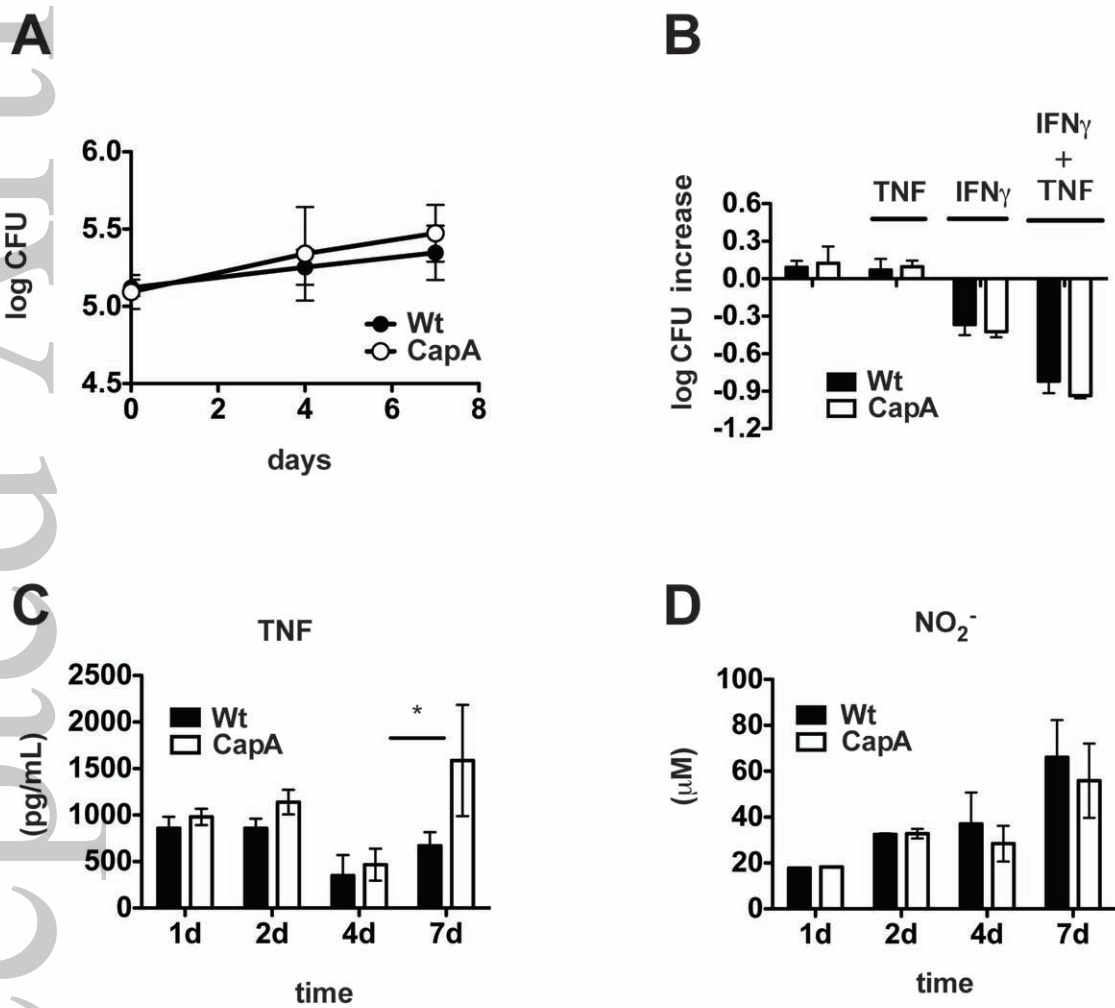 A
6.0
5.5
5.0
4.5
log CFU
0 2 4 6 8
days
Wt
CapA
B
IFNγ
+
TNF IFNγ TNF
0.6
0.3
0.0
-0.3
-0.6
-0.9
-1.2
log CFU increase
Wt
CapA
C
TNF
2500
2000
1500
1000
500
0
(pg/mL)
Wt
CapA
*
1d 2d 4d 7d
time
D
NO₂⁻
100
80
60
40
20
0
(μM)
Wt
CapA
1d 2d 4d 7d
time